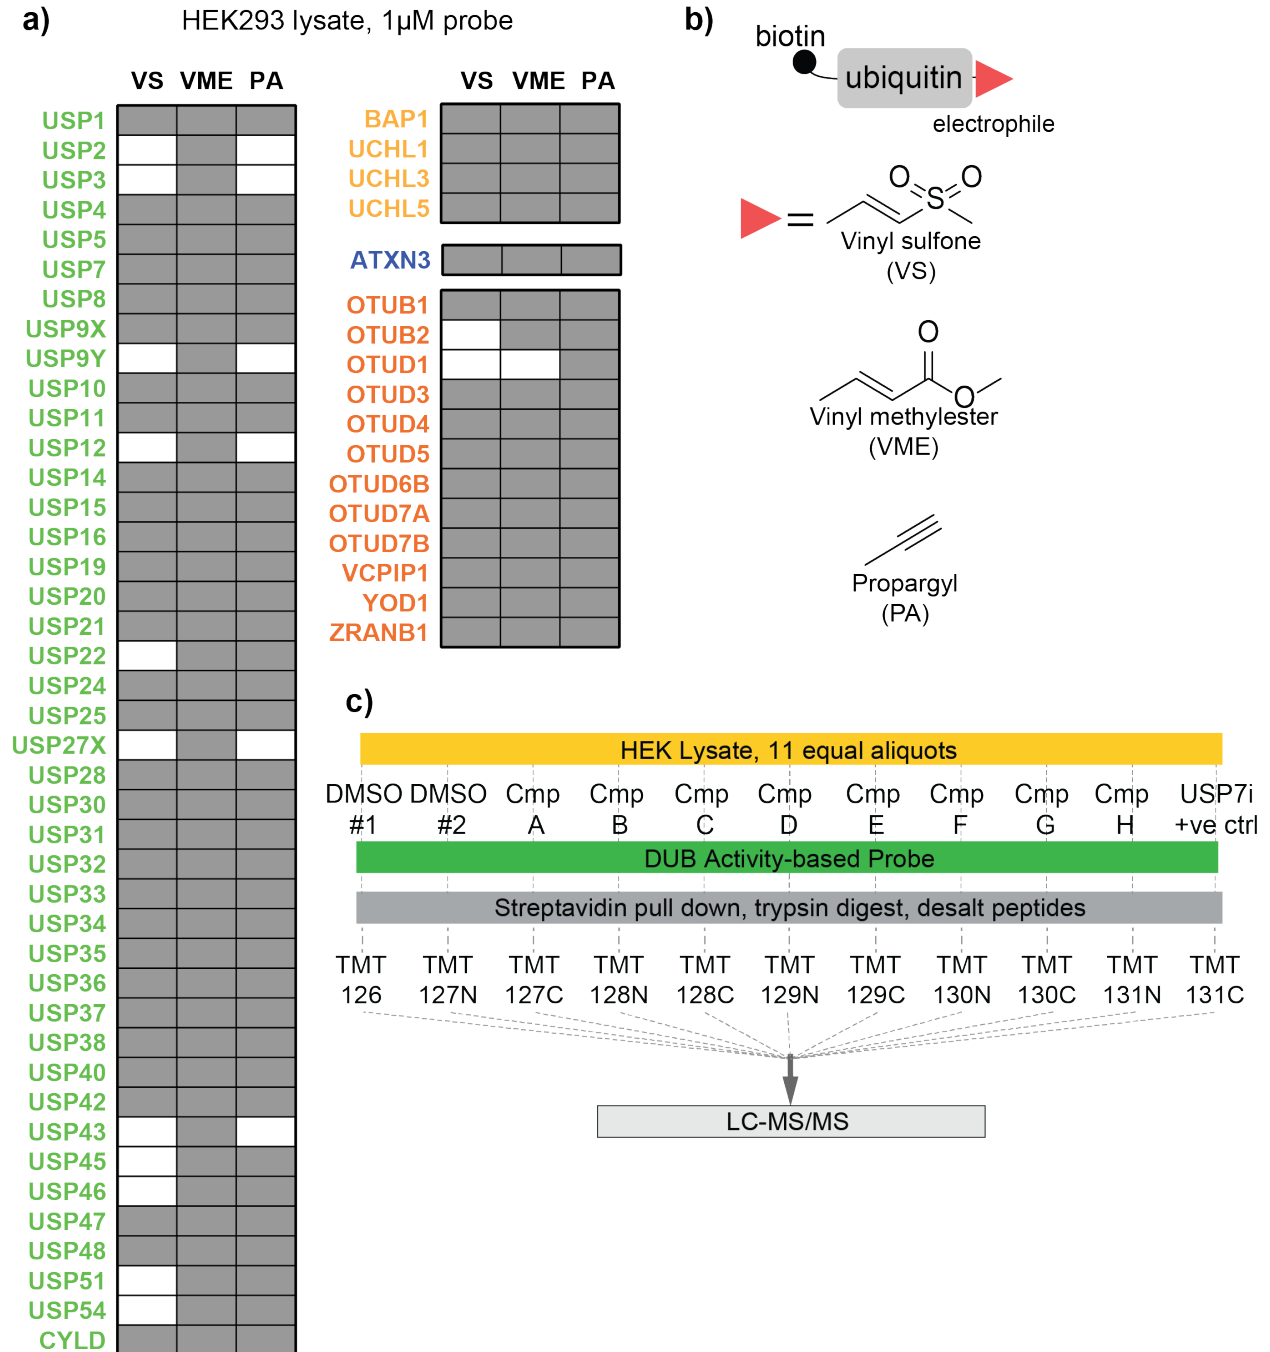 a)
HEK293 lysate, 1µM probe
VS VME PA
USP1
USP2
USP3
USP4
USP5
USP7
USP8
USP9X
USP9Y
USP10
USP11
USP12
USP14
USP15
USP16
USP19
USP20
USP21
USP22
USP24
USP25
USP27X
USP28
USP30
USP31
USP32
USP33
USP34
USP35
USP36
USP37
USP38
USP40
USP42
USP43
USP45
USP46
USP47
USP48
USP51
USP54
CYLD
VS VME PA
BAP1
UCHL1
UCHL3
UCHL5
ATXN3
OTUB1
OTUB2
OTUD1
OTUD3
OTUD4
OTUD5
OTUD6B
OTUD7A
OTUD7B
VCPIP1
YOD1
ZRANB1
b)
biotin
ubiquitin
electrophile
=
O O
S
Vinyl sulfone
(VS)
O
O
Vinyl methylester
(VME)
Propargyl
(PA)
c)
HEK Lysate, 11 equal aliquots
DMSO DMSO Cmp Cmp Cmp Cmp Cmp Cmp Cmp Cmp USP7i
#1 #2 A B C D E F G H +ve ctrl
DUB Activity-based Probe
Streptavidin pull down, trypsin digest, desalt peptides
TMT TMT TMT TMT TMT TMT TMT TMT TMT TMT TMT
126 127N 127C 128N 128C 129N 129C 130N 130C 131N 131C
LC-MS/MS